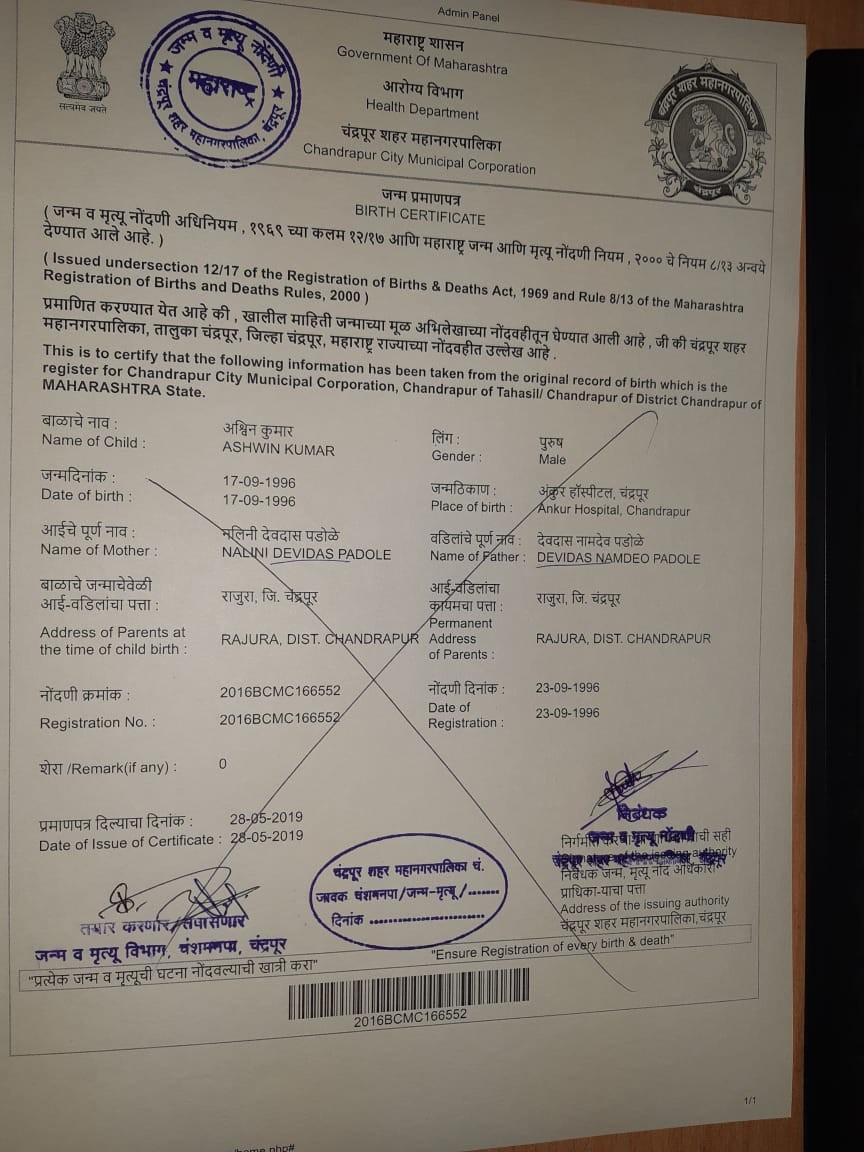 Admin Panel
सत्यमेव जयते
जन्म व मृत्यू नोंदणी
महाराष्ट्र
चंद्रपूर शहर महानगरपालिका, चंद्रपूर
महाराष्ट्र शासन
Government Of Maharashtra
आरोग्य विभाग
Health Department
चंद्रपूर शहर महानगरपालिका
Chandrapur City Municipal Corporation
चंद्रपूर शहर महानगरपालिका
चंद्रपूर
जन्म प्रमाणपत्र
BIRTH CERTIFICATE
( जन्म व मृत्यू नोंदणी अधिनियम , १९६९ च्या कलम १२/१७ आणि महाराष्ट्र जन्म आणि मृत्यू नोंदणी नियम , २००० चे नियम ८/१३ अन्वये
देण्यात आले आहे. )
( Issued undersection 12/17 of the Registration of Births & Deaths Act, 1969 and Rule 8/13 of the Maharashtra
Registration of Births and Deaths Rules, 2000 )
प्रमाणित करण्यात येत आहे की , खालील माहिती जन्माच्या मूळ अभिलेखाच्या नोंदवहीतून घेण्यात आली आहे , जी की चंद्रपूर शहर
महानगरपालिका, तालुका चंद्रपूर, जिल्हा चंद्रपूर, महाराष्ट्र राज्याच्या नोंदवहीत उल्लेख आहे .
This is to certify that the following information has been taken from the original record of birth which is the
register for Chandrapur City Municipal Corporation, Chandrapur of Tahasil/ Chandrapur of District Chandrapur of
MAHARASHTRA State.
बाळाचे नाव : अश्विन कुमार लिंग : पुरुष
Name of Child : ASHWIN KUMAR Gender : Male
जन्मदिनांक : 17-09-1996 जन्मठिकाण : अंकुर हॉस्पीटल, चंद्रपूर
Date of birth : 17-09-1996 Place of birth : Ankur Hospital, Chandrapur
आईचे पूर्ण नाव : मलिनी देवदास पडोळे वडिलांचे पूर्ण नाव : देवदास नामदेव पडोळे
Name of Mother : NALINI DEVIDAS PADOLE Name of Father : DEVIDAS NAMDEO PADOLE
बाळाचे जन्माचेवेळी आई-वडिलांचा
आई-वडिलांचा पत्ता : राजुरा, जि. चंद्रपूर कायमचा पत्ता : राजुरा, जि. चंद्रपूर
Address of Parents at RAJURA, DIST. CHANDRAPUR Permanent
the time of child birth : Address RAJURA, DIST. CHANDRAPUR
of Parents :
नोंदणी क्रमांक : 2016BCMC166552 नोंदणी दिनांक : 23-09-1996
Registration No. : 2016BCMC166552 Date of 23-09-1996
Registration :
शेरा /Remark(if any) : 0
प्रमाणपत्र दिल्याचा दिनांक : 28-05-2019
Date of Issue of Certificate : 28-05-2019
निबंधक
जन्म व मृत्यू नोंदणी
निबंधक जन्म, मृत्यू नोंद अधिकारी
प्राधिका-याचा पत्ता
Address of the issuing authority
चंद्रपूर शहर महानगरपालिका,चंद्रपूर
तयार करणार/तपासणार
जन्म व मृत्यू विभाग, चंशमनपा, चंद्रपूर
चंद्रपूर शहर महानगरपालिका चं.
जावक चंशमनपा/जन्म-मृत्यू/.......
दिनांक .........................
"प्रत्येक जन्म व मृत्यूची घटना नोंदवल्याची खात्री करा" "Ensure Registration of every birth & death"
2016BCMC166552
1/1
/home.php#